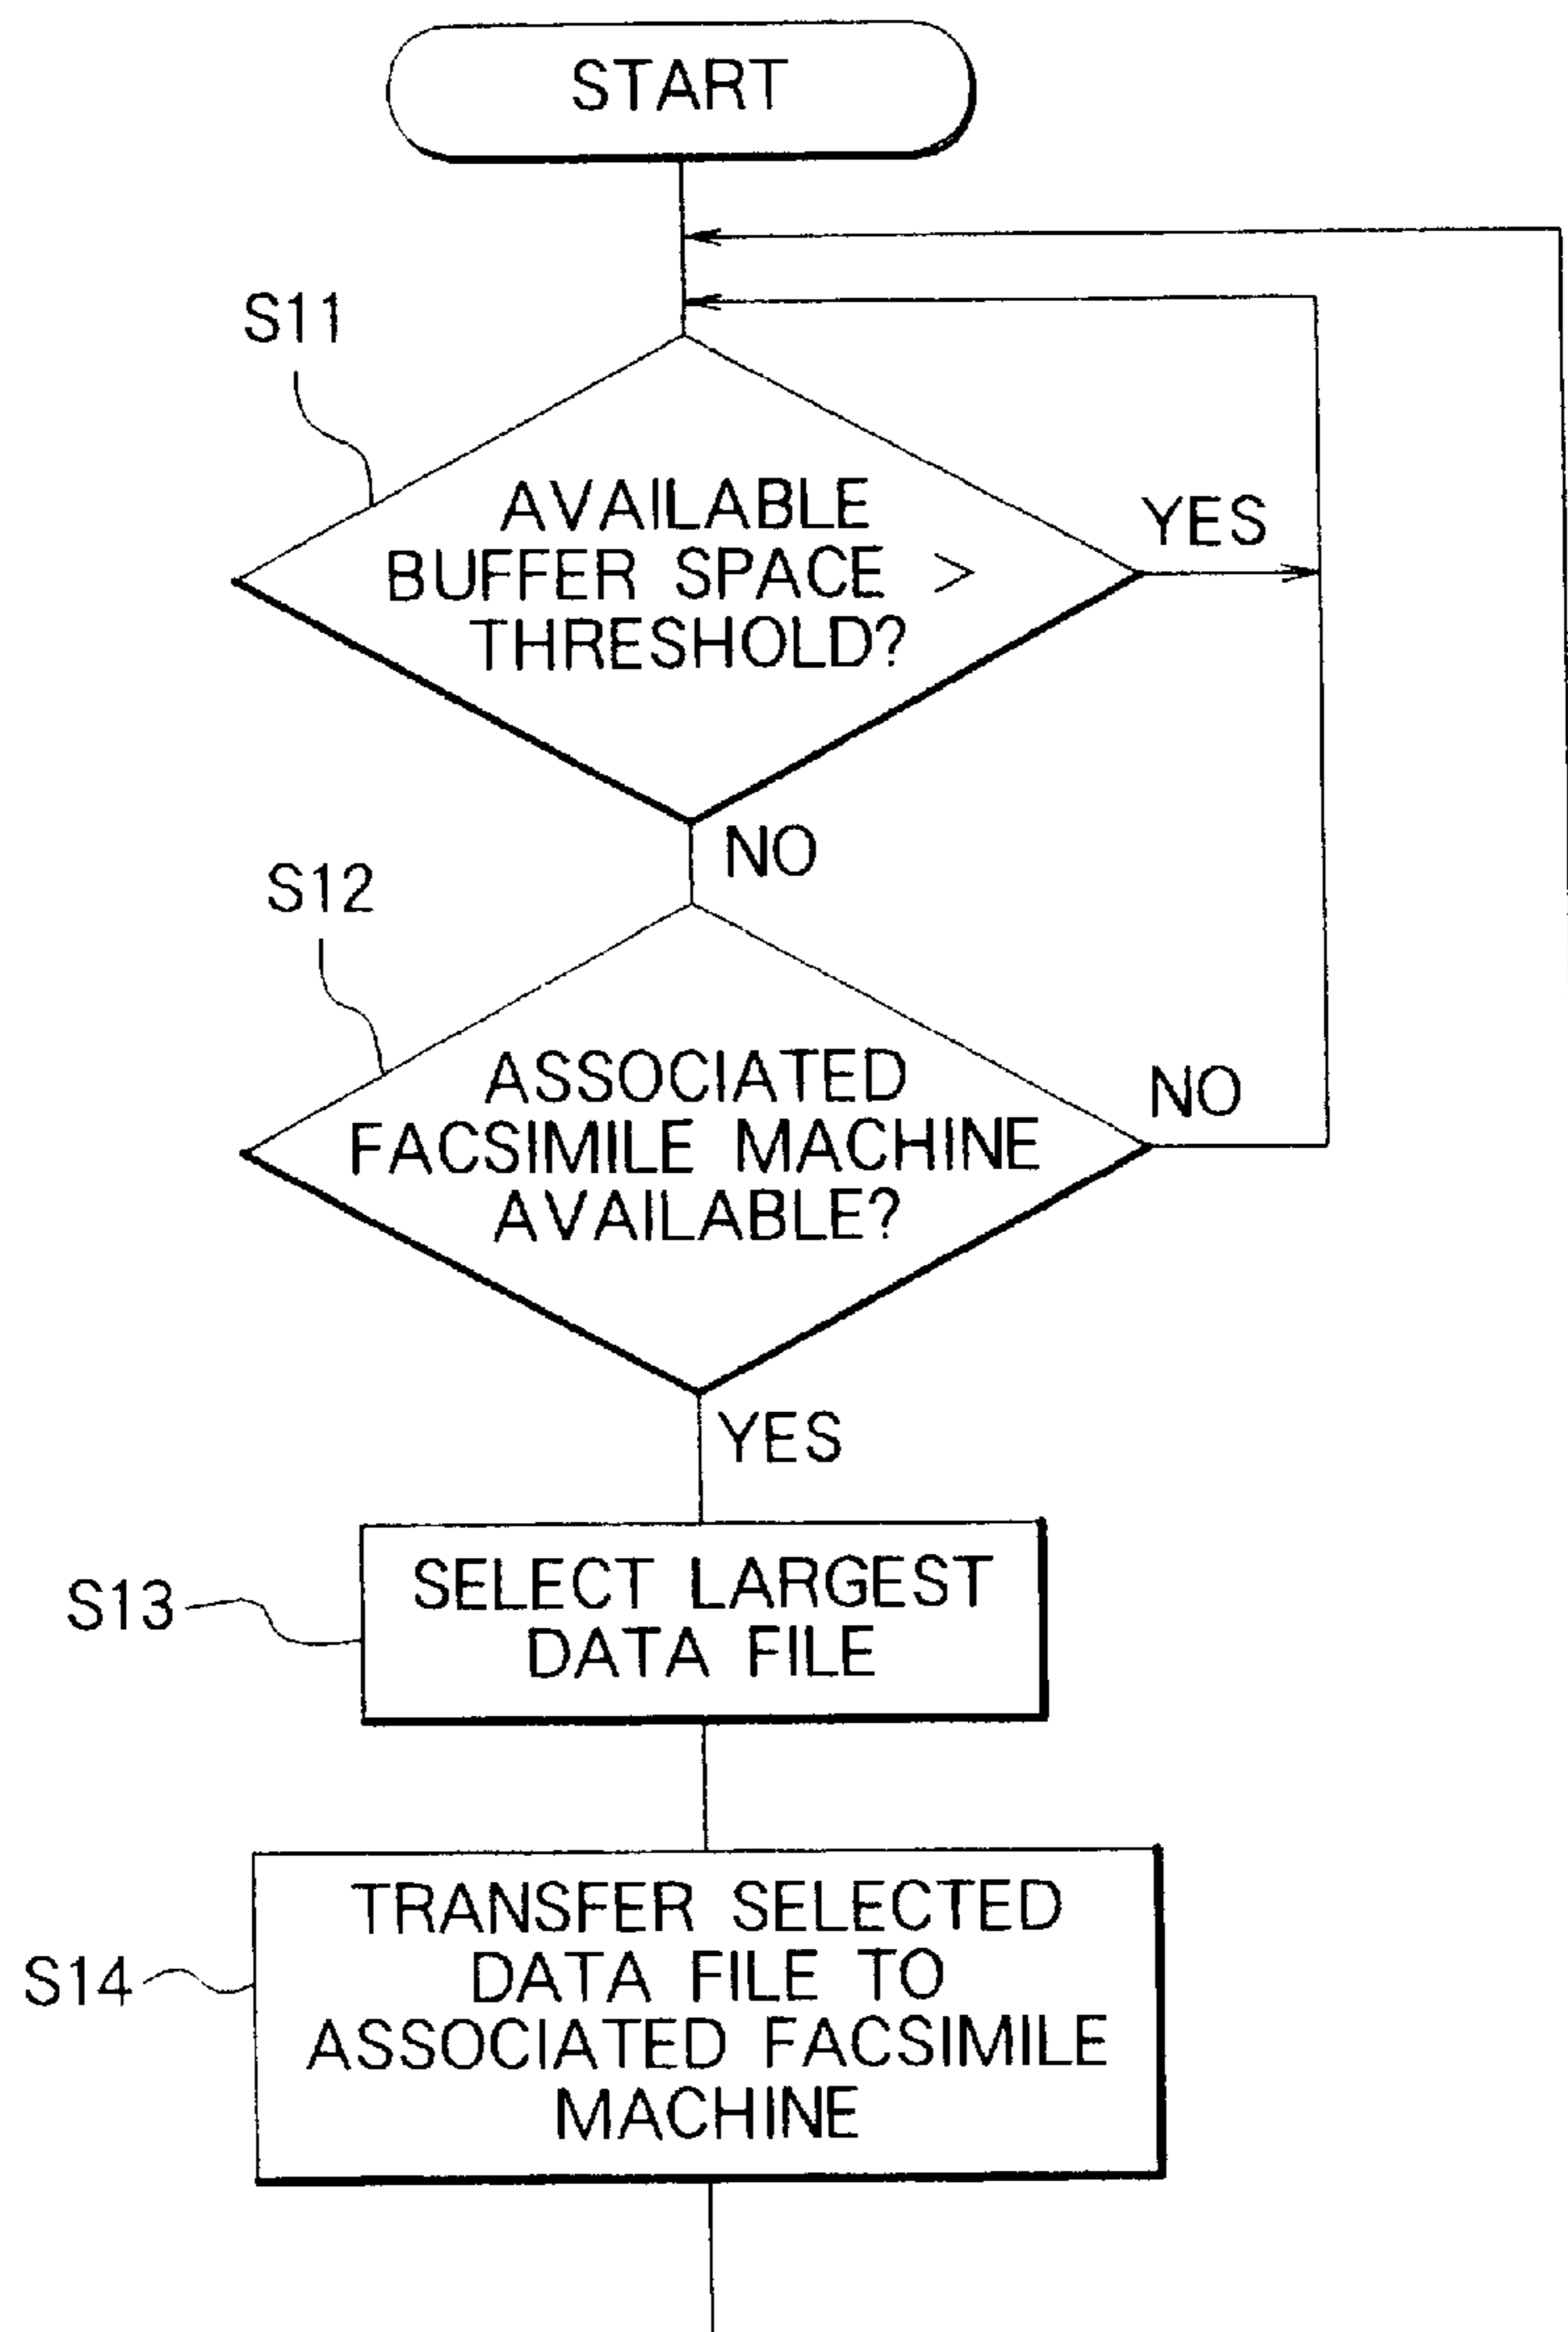 START
S11
AVAILABLE
BUFFER SPACE >
THRESHOLD?
YES
NO
S12
ASSOCIATED
FACSIMILE MACHINE
AVAILABLE?
NO
YES
S13
SELECT LARGEST
DATA FILE
S14
TRANSFER SELECTED
DATA FILE TO
ASSOCIATED FACSIMILE
MACHINE